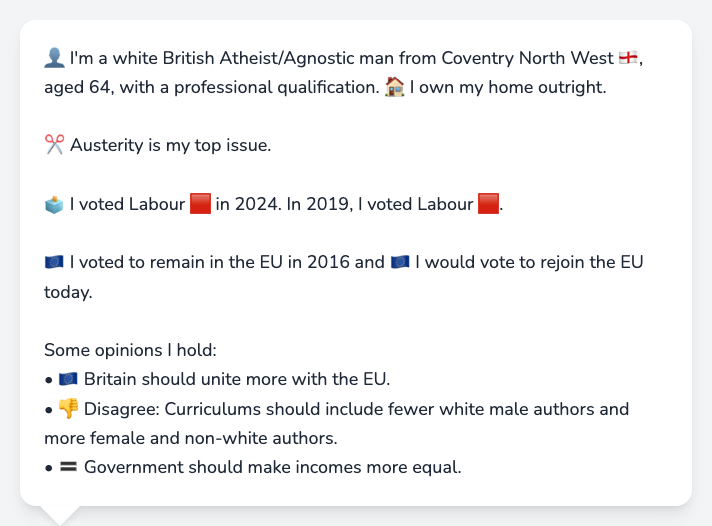 👤 I'm a white British Atheist/Agnostic man from Coventry North West 🏴󠁧󠁢󠁥󠁮󠁧󠁿,
aged 64, with a professional qualification. 🏠 I own my home outright.
✂️ Austerity is my top issue.
🗳️ I voted Labour 🟥 in 2024. In 2019, I voted Labour 🟥.
🇪🇺 I voted to remain in the EU in 2016 and 🇪🇺 I would vote to rejoin the EU
today.
Some opinions I hold:
• 🇪🇺 Britain should unite more with the EU.
• 👎 Disagree: Curriculums should include fewer white male authors and
more female and non-white authors.
• 🟰 Government should make incomes more equal.